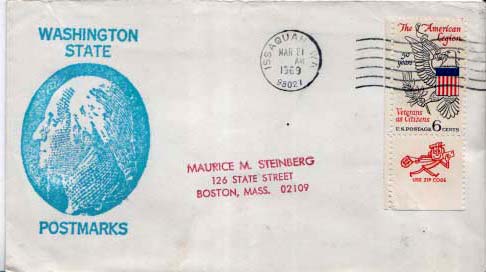 WASHINGTON
STATE
POSTMARKS
ISSAQUAH, WA
MAR 21
AM
1969
98027
The American
Legion
50
years
Veterans
as Citizens
U.S. POSTAGE 6 CENTS
USE ZIP CODE
MAURICE M. STEINBERG
126 STATE STREET
BOSTON, MASS. 02109